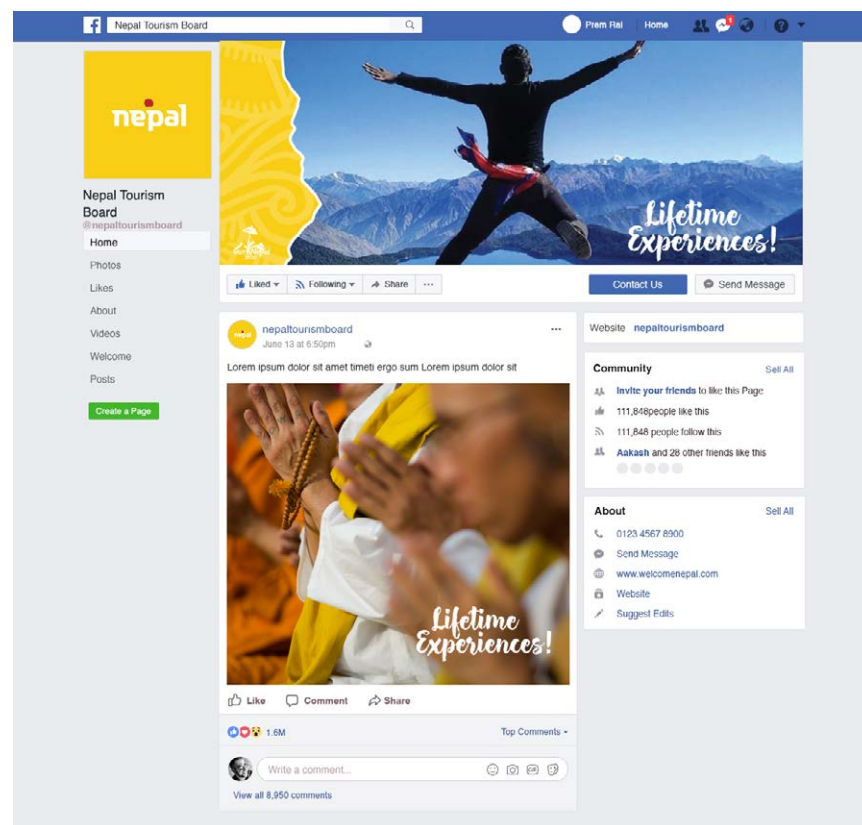 Nepal Tourism Board
Prem Rai
Home
1
nepal
Nepal Tourism
Board
@nepaltourismboard
Home
Photos
Likes
About
Videos
Welcome
Posts
Create a Page
Lifetime
Experiences!
Liked
Following
Share
Contact Us
Send Message
nepal
nepaltourismboard
June 13 at 6:50pm
Lorem ipsum dolor sit amet timeti ergo sum Lorem ipsum dolor sit
Lifetime
Experiences!
Like
Comment
Share
1.6M
Top Comments
Write a comment...
GIF
View all 8,950 comments
Website nepaltourismboard
Community
Sell All
Invite your friends to like this Page
111,848people like this
111,848 people follow this
Aakash and 28 other friends like this
About
Sell All
0123 4567 8900
Send Message
www.welcomenepal.com
Website
Suggest Edits